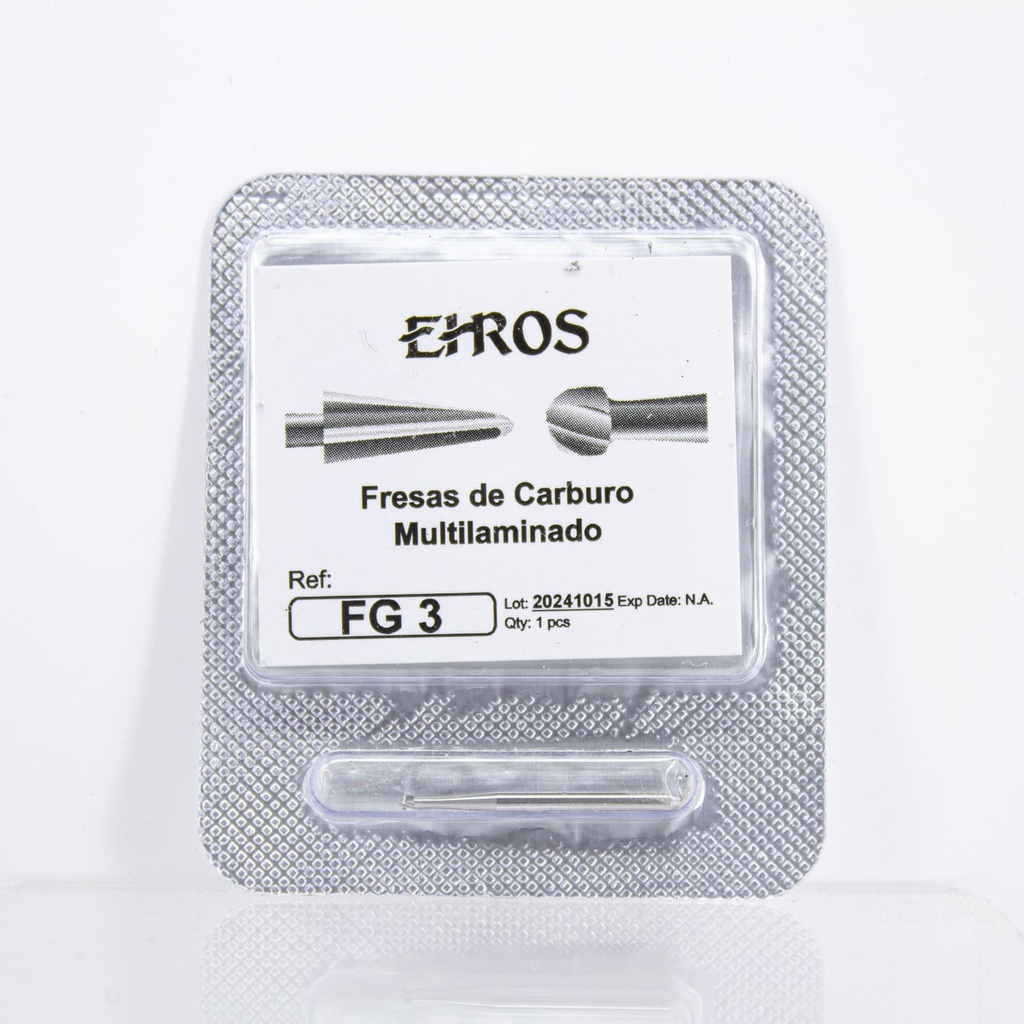 EHROS
Fresas de Carburo
Multilaminado
Ref:
FG 3
Lot: 20241015 Exp Date: N.A.
Qty: 1 pcs